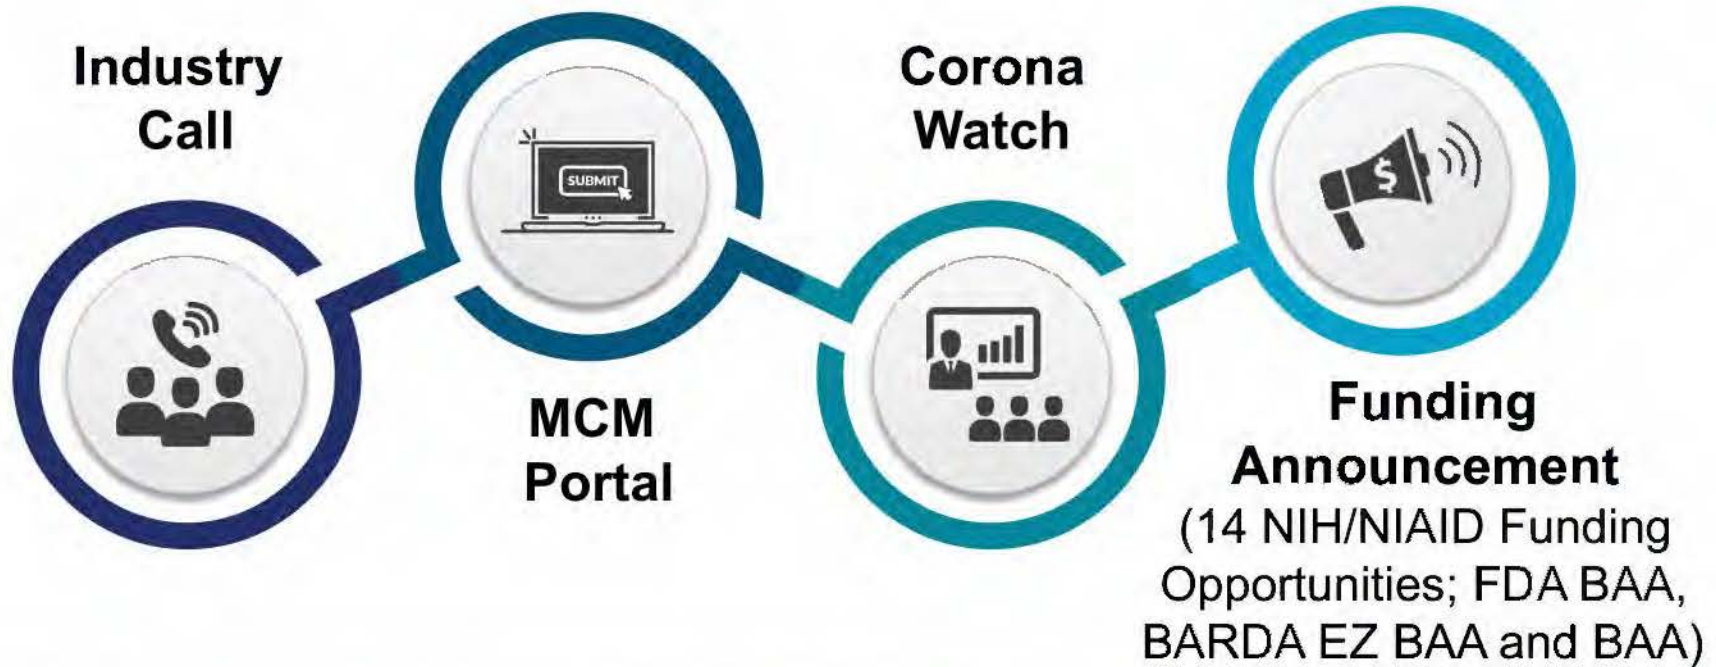 Industry
Call
SUBMIT
MCM
Portal
Corona
Watch
$
Funding
Announcement
(14 NIH/NIAID Funding
Opportunities; FDA BAA,
BARDA EZ BAA and BAA)